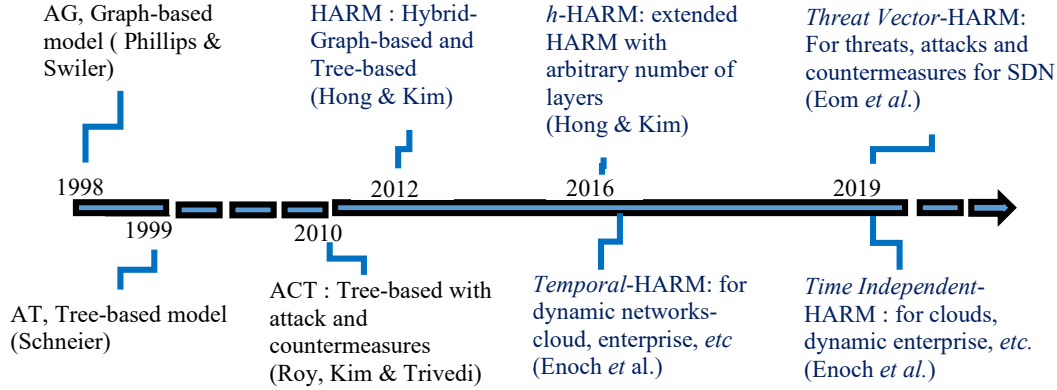 AG, Graph-based
model ( Phillips &
Swiler)
HARM : Hybrid-
Graph-based and
Tree-based
(Hong & Kim)
h-HARM: extended
HARM with
arbitrary number of
layers
(Hong & Kim)
Threat Vector-HARM:
For threats, attacks and
countermeasures for SDN
(Eom et al.)
1998
2012
2016
2019
1999
2010
AT, Tree-based model
(Schneier)
ACT : Tree-based with
attack and
countermeasures
(Roy, Kim & Trivedi)
Temporal-HARM: for
dynamic networks-
cloud, enterprise, etc
(Enoch et al.)
Time Independent-
HARM : for clouds,
dynamic enterprise, etc.
(Enoch et al.)